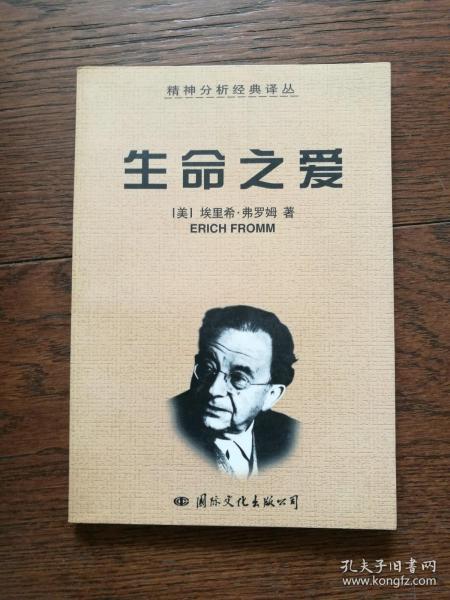 精神分析经典译丛
生命之爱
[美] 埃里希·弗罗姆 著
ERICH FROMM
国际文化出版公司
孔夫子旧书网
www.kongfz.com